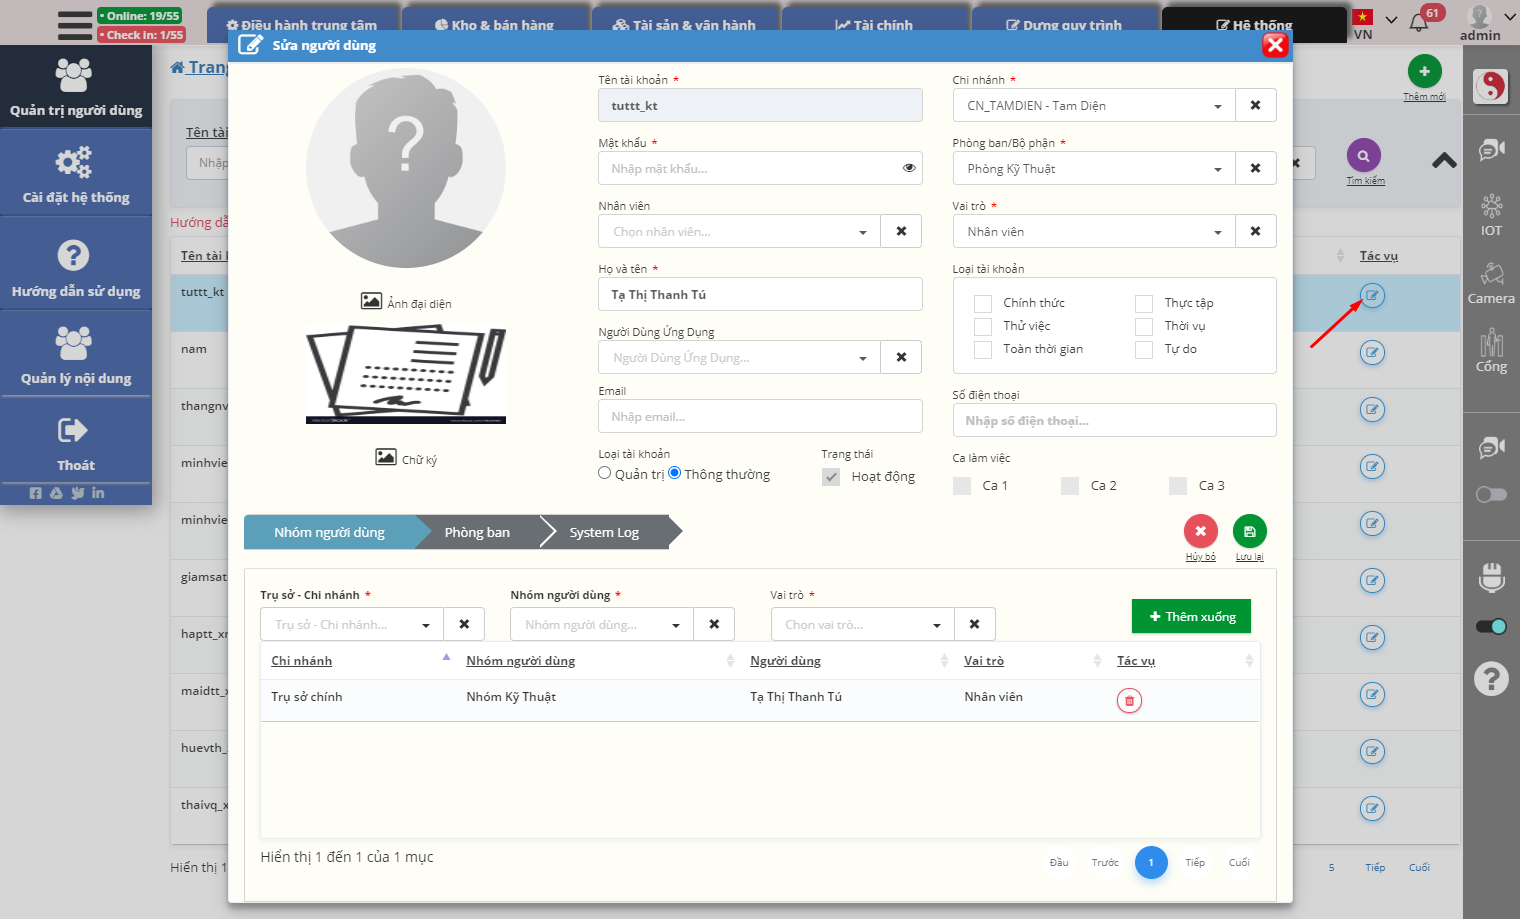 Online: 19/55
Check in: 1/55
Điều hành trung tâm
Kho & bán hàng
Tài sản & vận hành
Tài chính
Dựng quy trình
Hệ thống
VN
61
admin
Quản trị người dùng
Cài đặt hệ thống
Hướng dẫn sử dụng
Quản lý nội dung
Thoát
Trang
Tên tài
Nhập
Hướng dẫ
Thêm mới
Tìm kiếm
Tên tài k
Tác vụ
tuttt_kt
nam
thangnv
minhvie
minhvie
giamsat
haptt_xn
maidtt_x
huevth_
thaivq_x
Hiển thị 1
5
Tiếp
Cuối
IOT
Camera
Cổng
Sửa người dùng
Ảnh đại diện
Chữ ký
Tên tài khoản *
tuttt_kt
Mật khẩu *
Nhập mật khẩu...
Nhân viên
Chọn nhân viên...
Họ và tên *
Tạ Thị Thanh Tú
Người Dùng Ứng Dụng
Người Dùng Ứng Dụng...
Email
Nhập email...
Loại tài khoản
Quản trị
Thông thường
Trạng thái
Hoạt động
Chi nhánh *
CN_TAMDIEN - Tam Diện
Phòng ban/Bộ phận *
Phòng Kỹ Thuật
Vai trò *
Nhân viên
Loại tài khoản
Chính thức
Thực tập
Thử việc
Thời vụ
Toàn thời gian
Tự do
Số điện thoại
Nhập số điện thoại...
Ca làm việc
Ca 1
Ca 2
Ca 3
Nhóm người dùng
Phòng ban
System Log
Hủy bỏ
Lưu lại
Trụ sở - Chi nhánh *
Nhóm người dùng *
Vai trò *
Trụ sở - Chi nhánh...
Nhóm người dùng...
Chọn vai trò...
Thêm xuống
Chi nhánh
Nhóm người dùng
Người dùng
Vai trò
Tác vụ
Trụ sở chính
Nhóm Kỹ Thuật
Tạ Thị Thanh Tú
Nhân viên
Hiển thị 1 đến 1 của 1 mục
Đầu
Trước
1
Tiếp
Cuối